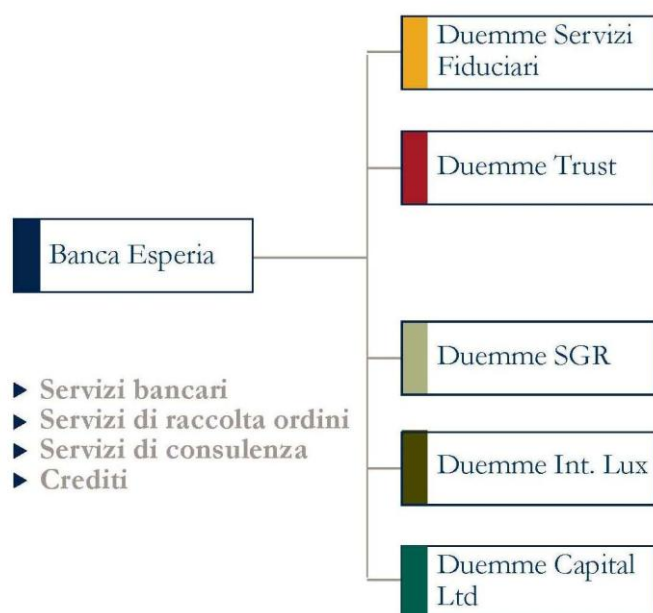 Duemme Servizi
Fiduciari
Duemme Trust
Banca Esperia
Duemme SGR
Servizi bancari
Servizi di raccolta ordini
Servizi di consulenza
Crediti
Duemme Int. Lux
Duemme Capital
Ltd